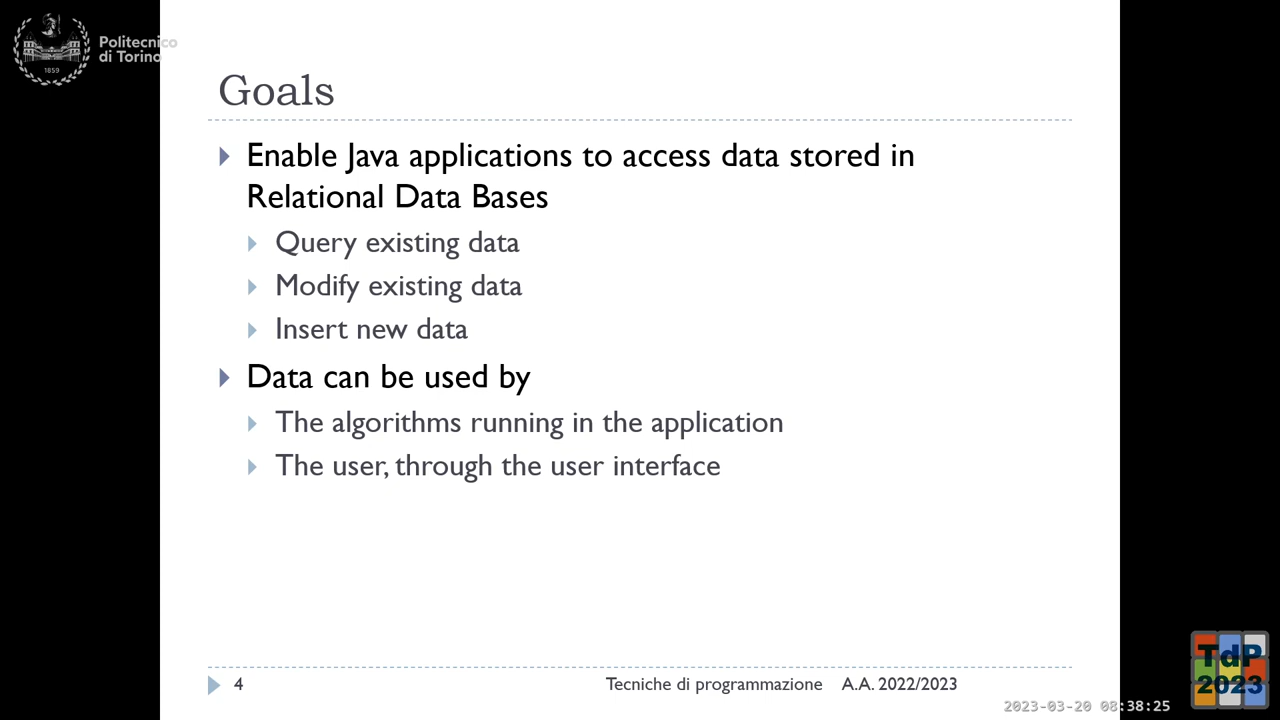 Politecnico
di Torino
1859
Goals
Enable Java applications to access data stored in
Relational Data Bases
Query existing data
Modify existing data
Insert new data
Data can be used by
The algorithms running in the application
The user, through the user interface
4
Tecniche di programmazione A.A. 2022/2023
2023-03-20 08:38:25
TdP
2023